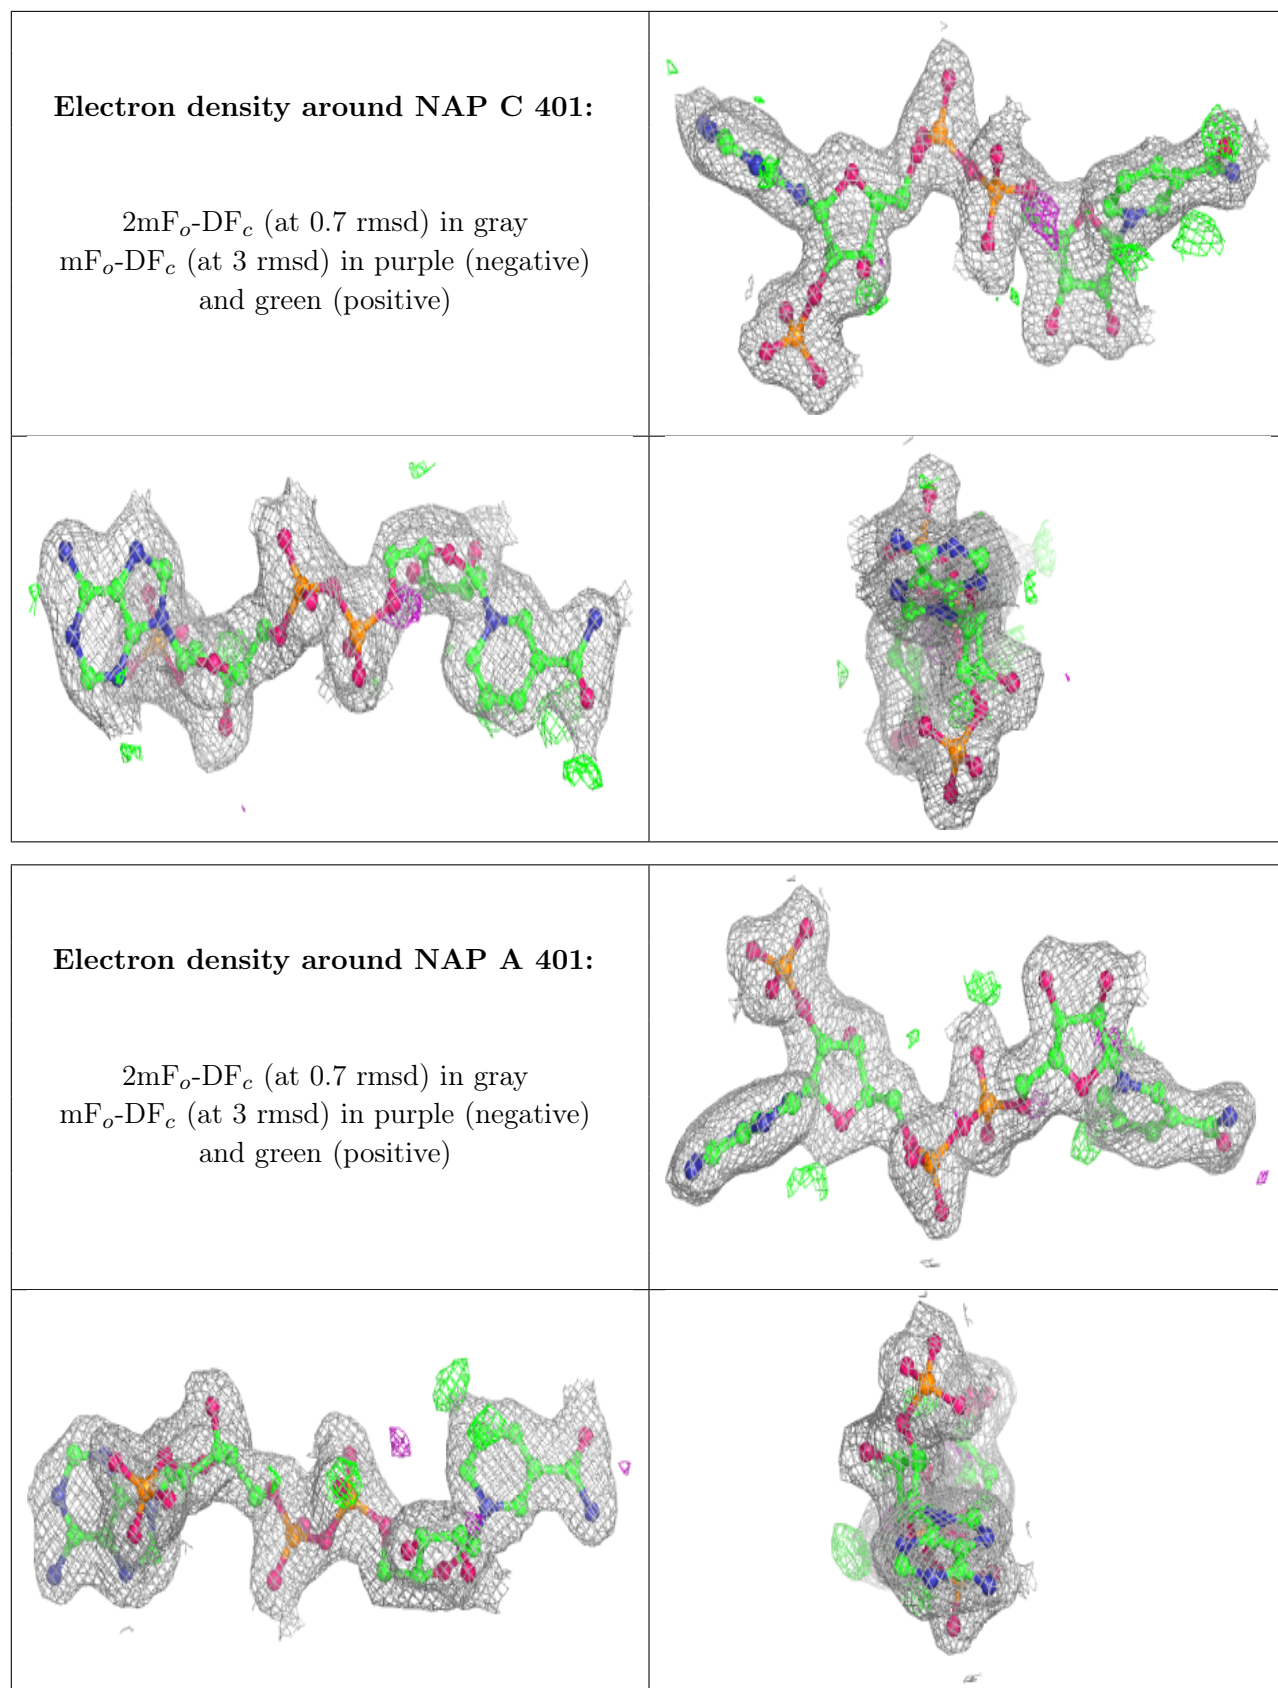 Electron density around NAP C 401:
2mFo-DFc (at 0.7 rmsd) in gray
mFo-DFc (at 3 rmsd) in purple (negative)
and green (positive)
Electron density around NAP A 401:
2mFo-DFc (at 0.7 rmsd) in gray
mFo-DFc (at 3 rmsd) in purple (negative)
and green (positive)